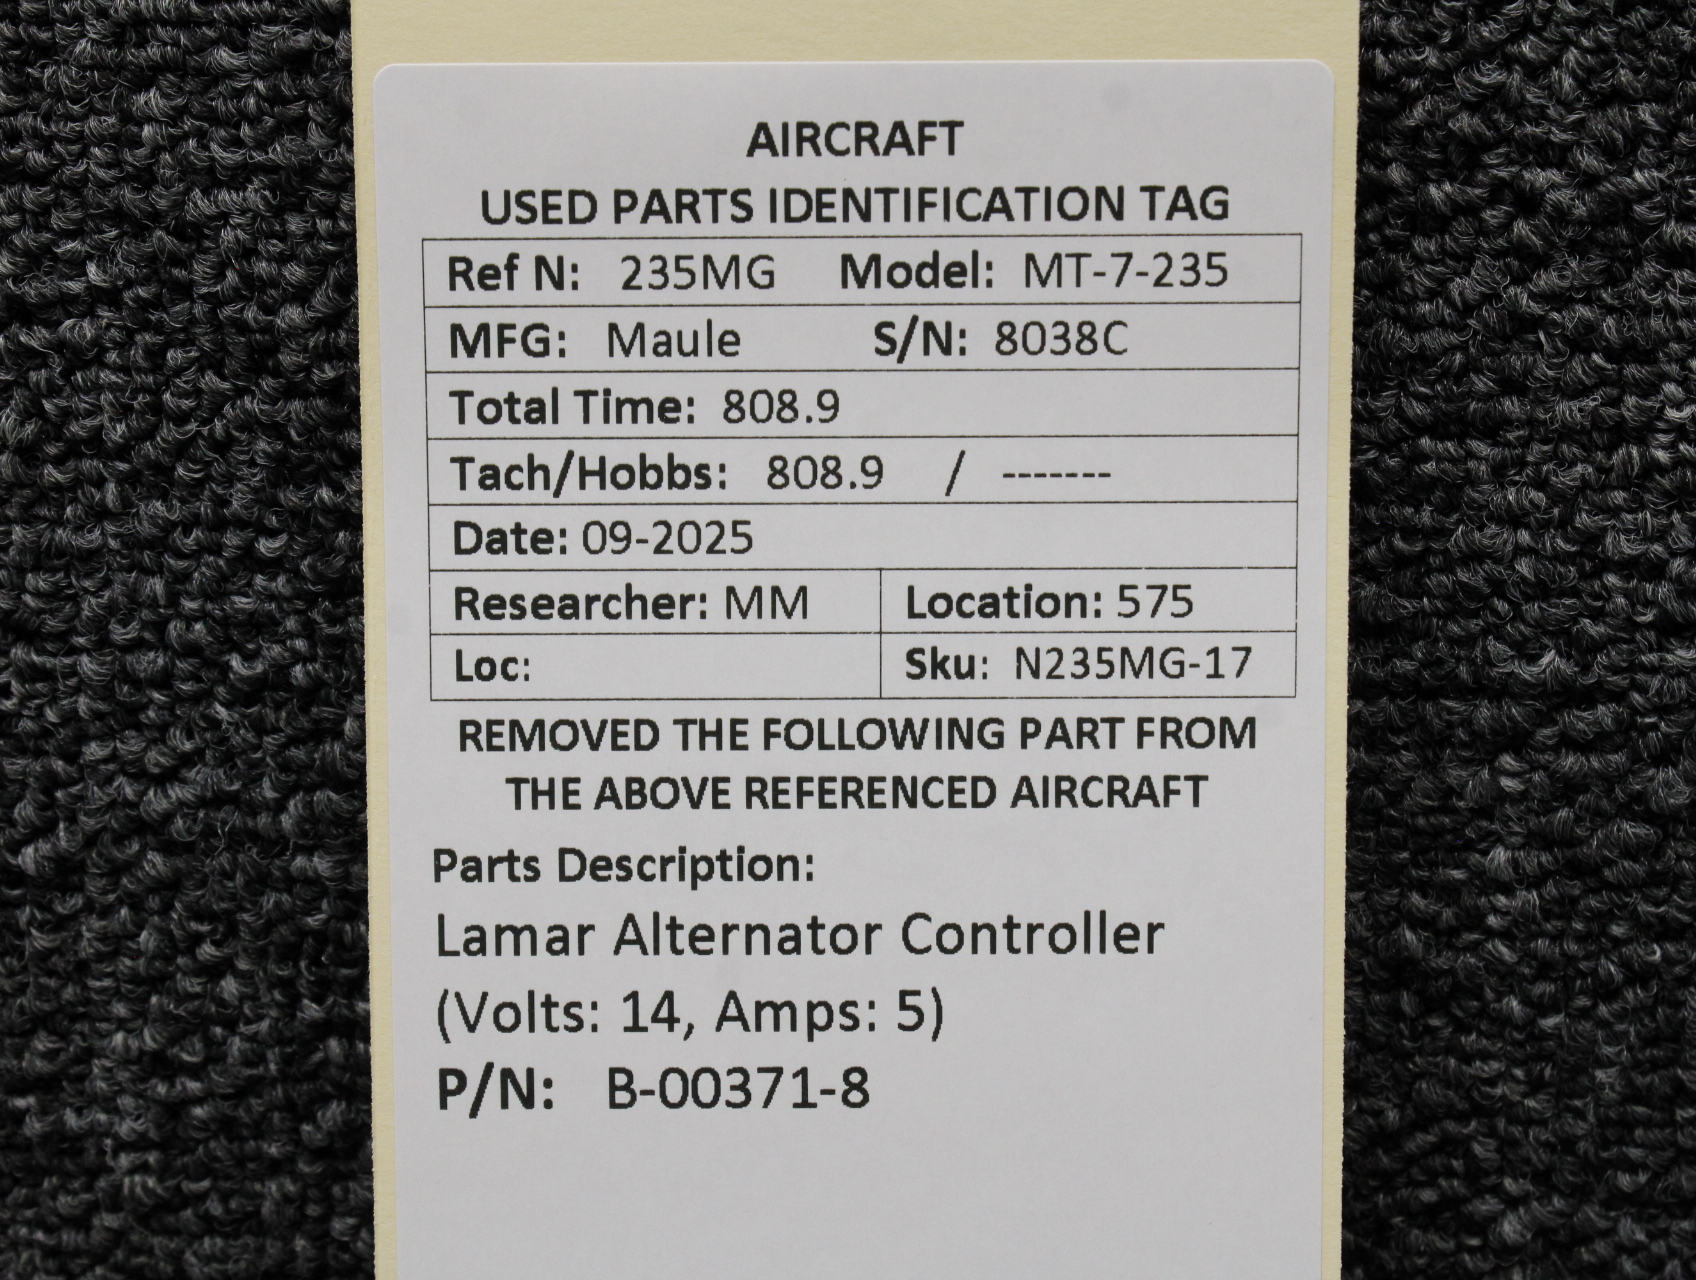 AIRCRAFT
USED PARTS IDENTIFICATION TAG
Ref N: 235MG Model: MT-7-235
MFG: Maule S/N: 8038C
Total Time: 808.9
Tach/Hobbs: 808.9 / -------
Date: 09-2025
Researcher: MM Location: 575
Loc: Sku: N235MG-17
REMOVED THE FOLLOWING PART FROM
THE ABOVE REFERENCED AIRCRAFT
Parts Description:
Lamar Alternator Controller
(Volts: 14, Amps: 5)
P/N: B-00371-8